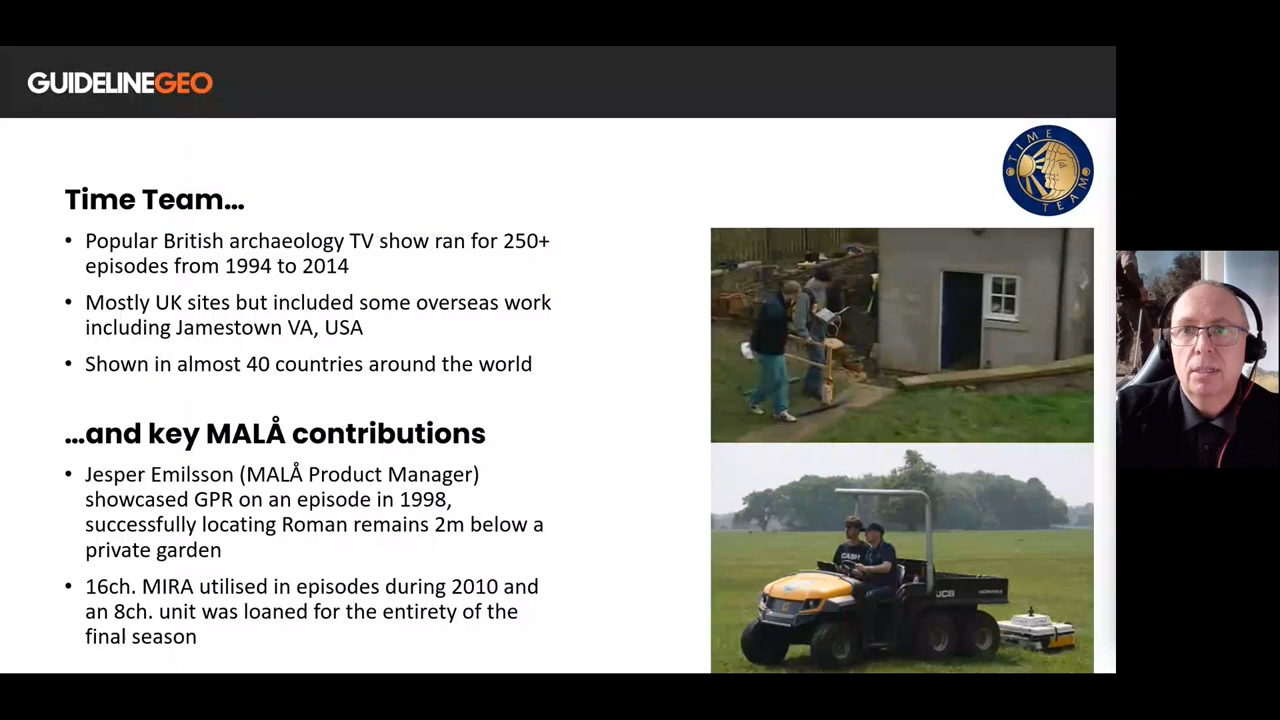 GUIDELINEGEO
TIME TEAM
Time Team...
• Popular British archaeology TV show ran for 250+
episodes from 1994 to 2014
• Mostly UK sites but included some overseas work
including Jamestown VA, USA
• Shown in almost 40 countries around the world
...and key MALÅ contributions
• Jesper Emilsson (MALÅ Product Manager)
showcased GPR on an episode in 1998,
successfully locating Roman remains 2m below a
private garden
• 16ch. MIRA utilised in episodes during 2010 and
an 8ch. unit was loaned for the entirety of the
final season
CASH
JCB